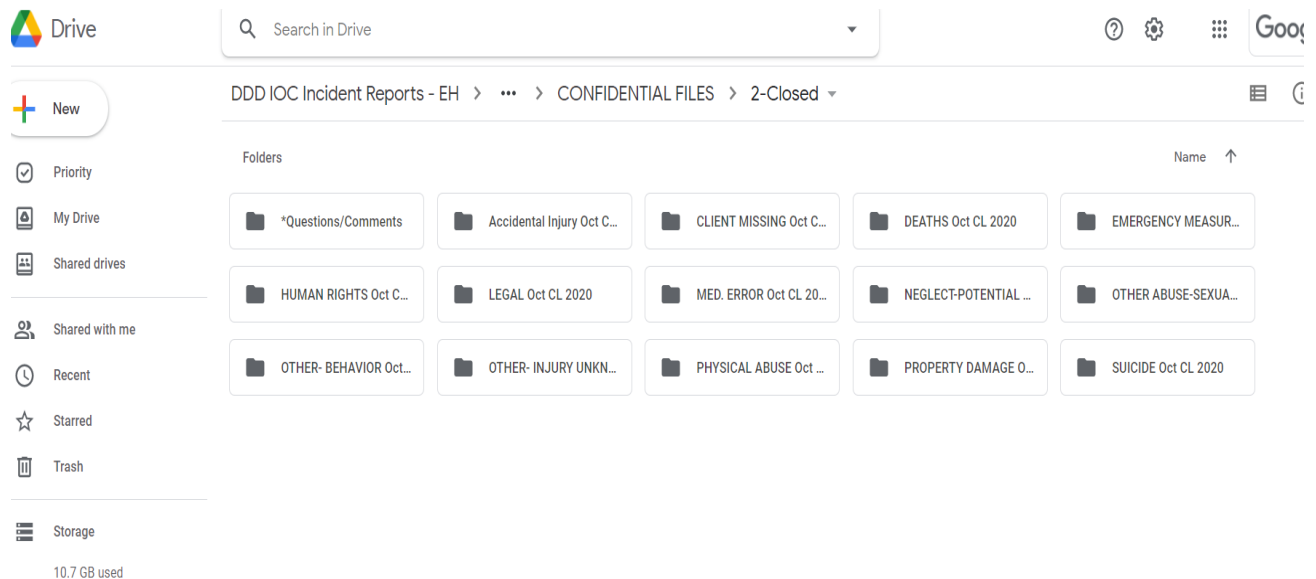 Drive
Search in Drive
Goog
New
DDD IOC Incident Reports - EH > ... > CONFIDENTIAL FILES > 2-Closed
Priority
My Drive
Shared drives
Shared with me
Recent
Starred
Trash
Storage
10.7 GB used
Folders
Name
*Questions/Comments
Accidental Injury Oct C...
CLIENT MISSING Oct C...
DEATHS Oct CL 2020
EMERGENCY MEASUR...
HUMAN RIGHTS Oct C...
LEGAL Oct CL 2020
MED. ERROR Oct CL 20...
NEGLECT-POTENTIAL ...
OTHER ABUSE-SEXUA...
OTHER- BEHAVIOR Oct...
OTHER- INJURY UNKN...
PHYSICAL ABUSE Oct ...
PROPERTY DAMAGE O...
SUICIDE Oct CL 2020